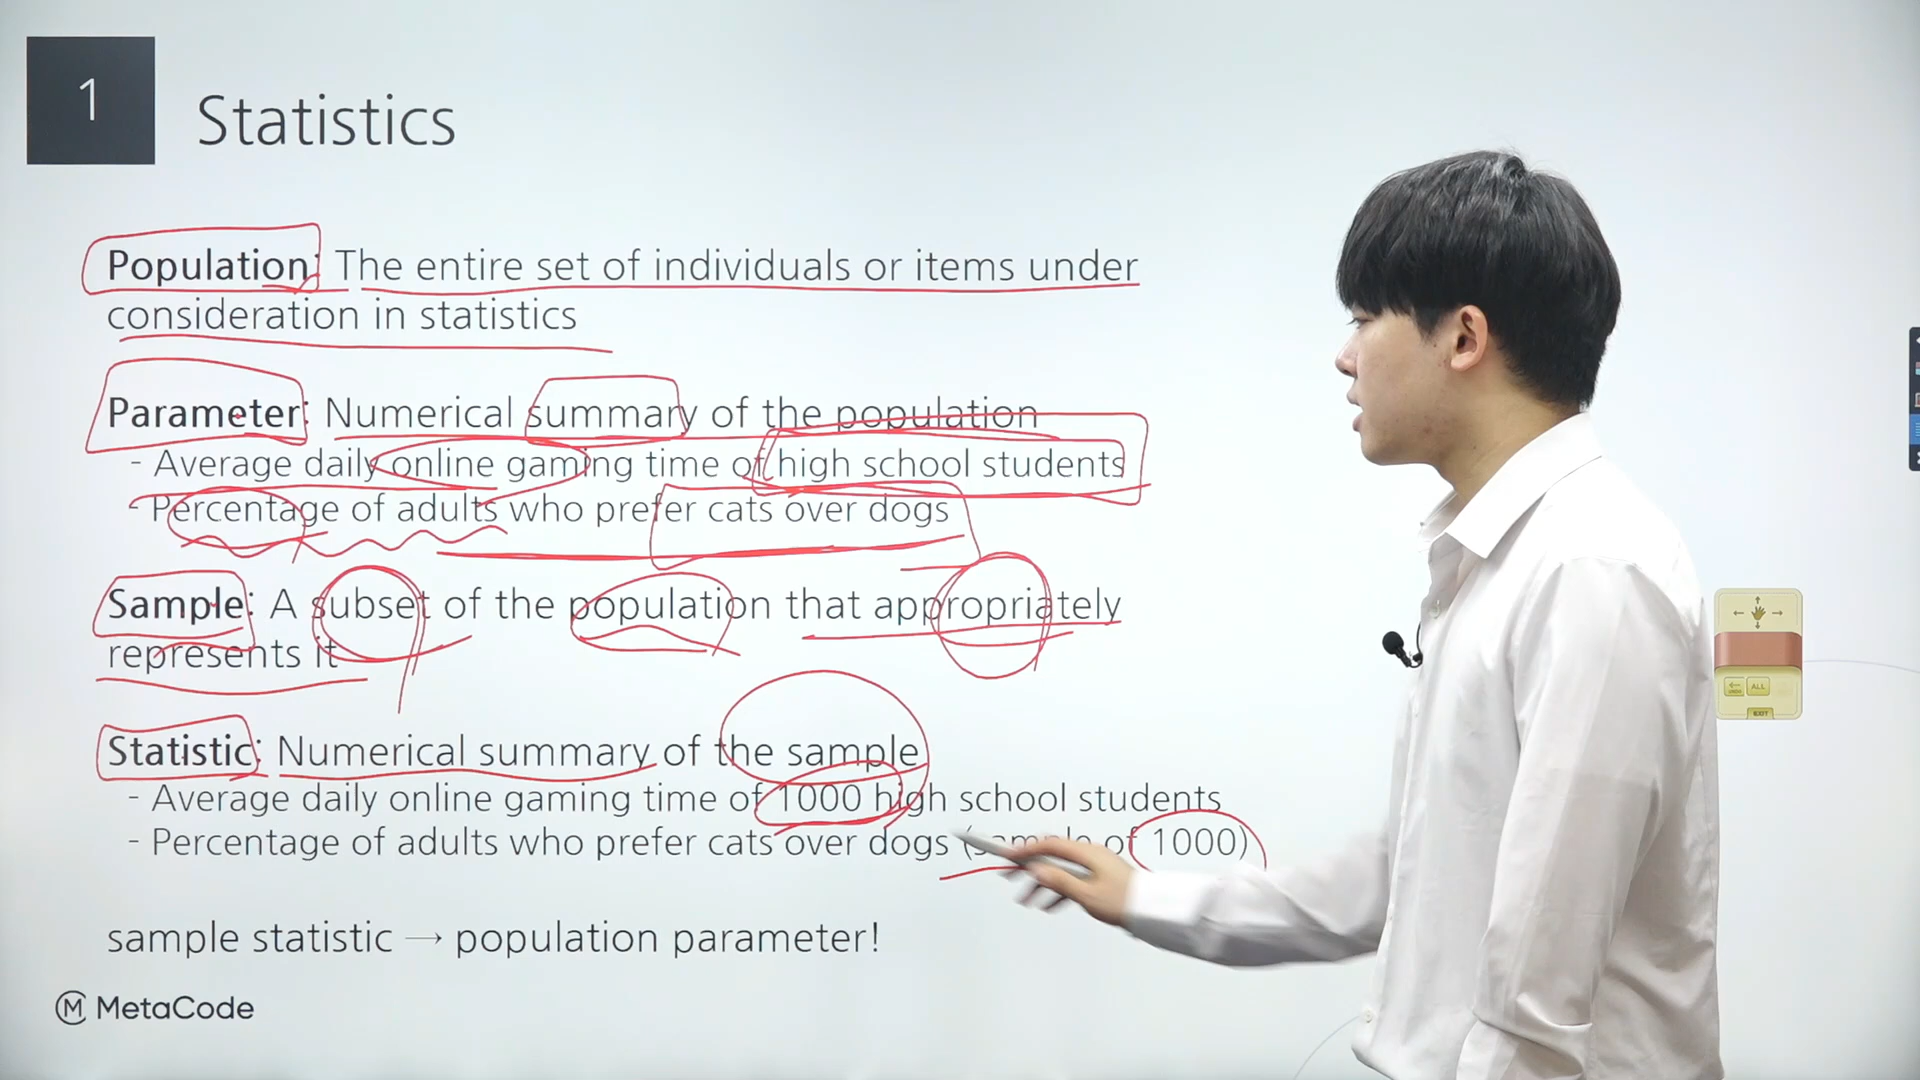 1
Statistics
Population: The entire set of individuals or items under
consideration in statistics
Parameter: Numerical summary of the population
- Average daily online gaming time of high school students
- Percentage of adults who prefer cats over dogs
Sample: A subset of the population that appropriately
represents it
Statistic: Numerical summary of the sample
- Average daily online gaming time of 1000 high school students
- Percentage of adults who prefer cats over dogs (sample of 1000)
sample statistic → population parameter!
M MetaCode
ALL
EXIT